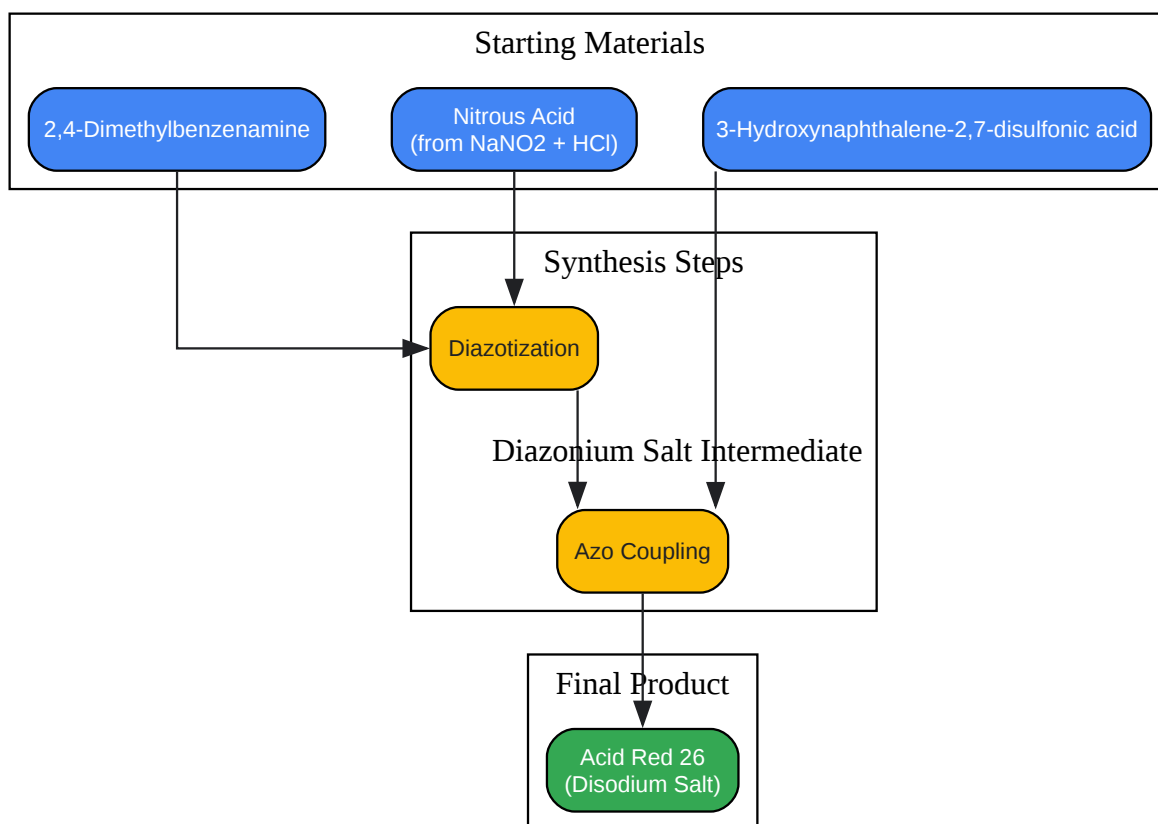 Starting Materials
2,4-Dimethylbenzenamine
Nitrous Acid
(from NaNO2 + HCl)
3-Hydroxynaphthalene-2,7-disulfonic acid
Synthesis Steps
Diazotization
Diazonium Salt Intermediate
Azo Coupling
Final Product
Acid Red 26
(Disodium Salt)